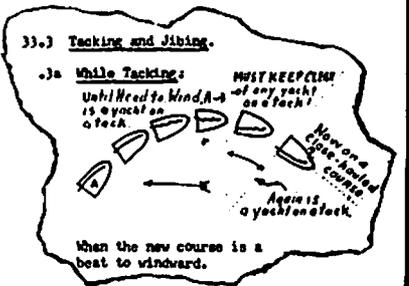 33.3 Tacking and Jibing.
.3a While Tacking:
Until Head to Wind, A-B
is a yacht on
a tack.
MUST KEEP CLEAR
of any yacht
on a tack!
Now on a
close-hauled
course
A
Again is
a yacht on a tack.
When the new course is a
beat to windward.